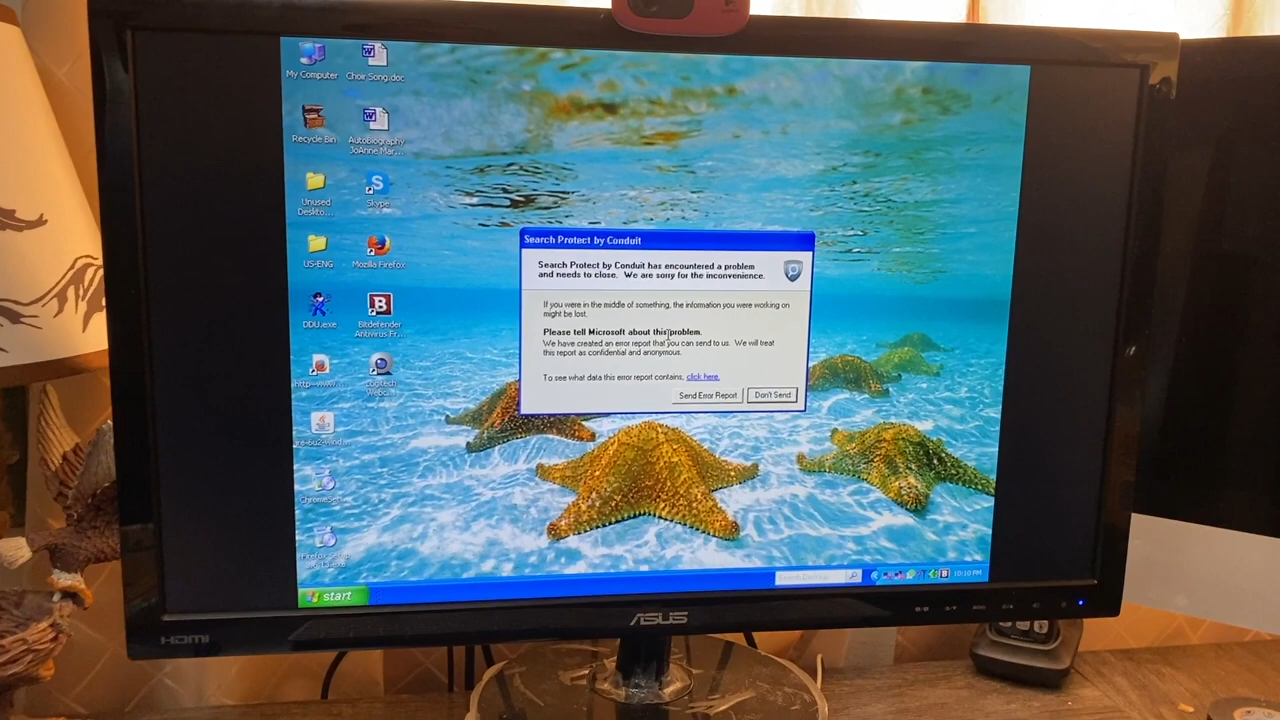 My Computer
Choir Song.doc
Recycle Bin
Autobiography
JoAnne Mar...
Unused
Deskto...
Skype
US-ENG
Mozilla Firefox
DDU.exe
Bitdefender
Antivirus Fr...
Logitech
Webc...
Search Protect by Conduit
Search Protect by Conduit has encountered a problem
and needs to close. We are sorry for the inconvenience.
If you were in the middle of something, the information you were working on
might be lost.
Please tell Microsoft about this problem.
We have created an error report that you can send to us. We will treat
this report as confidential and anonymous.
To see what data this error report contains, click here.
Send Error Report
Don't Send
start
Search Desktop
10:10 PM
HDMI
ASUS